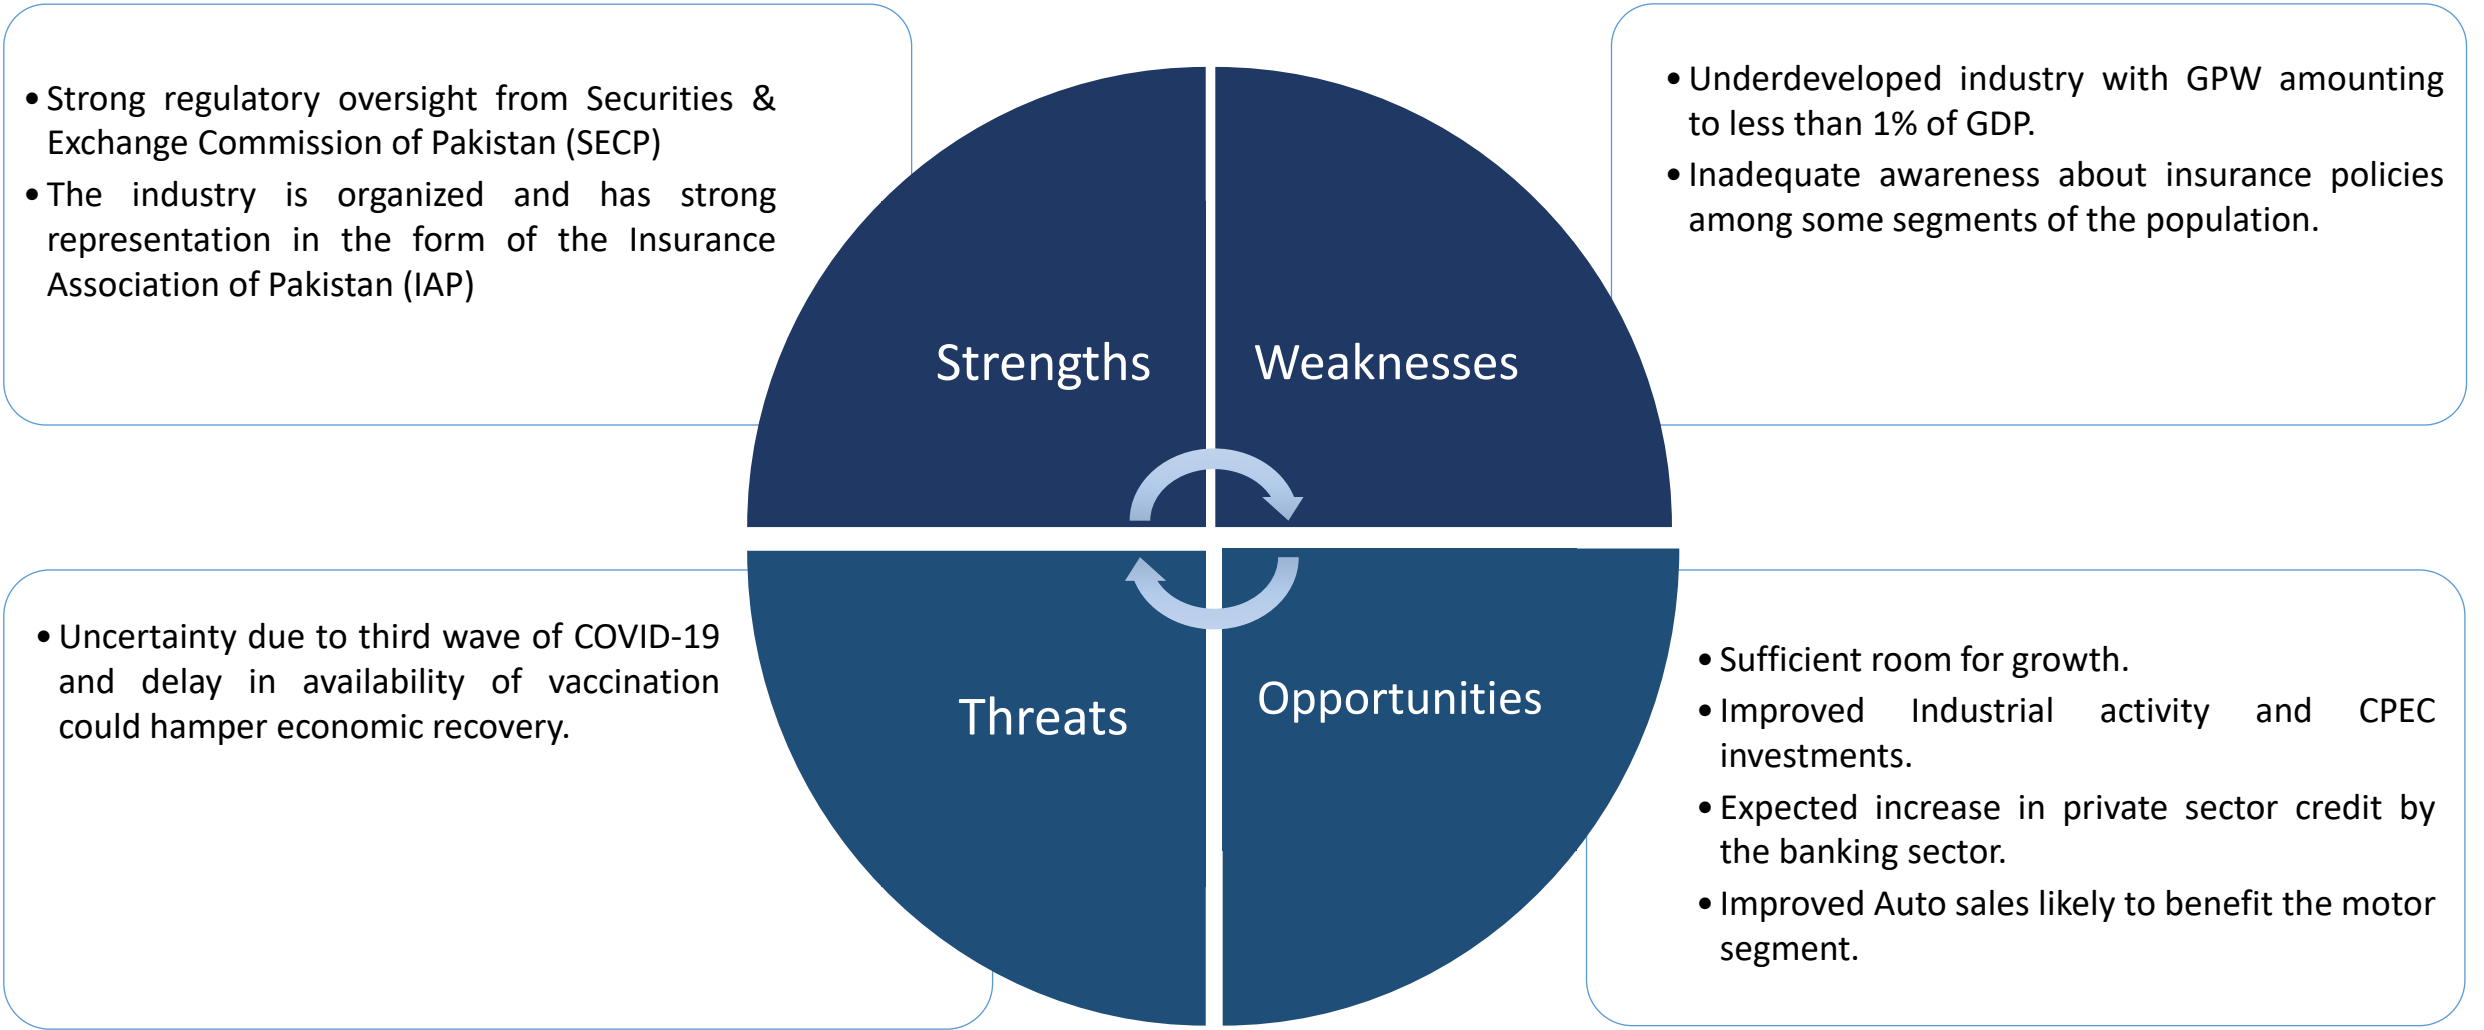 • Strong regulatory oversight from Securities &
Exchange Commission of Pakistan (SECP)
• The industry is organized and has strong
representation in the form of the Insurance
Association of Pakistan (IAP)
Strengths
Weaknesses
• Underdeveloped industry with GPW amounting
to less than 1% of GDP.
• Inadequate awareness about insurance policies
among some segments of the population.
• Uncertainty due to third wave of COVID-19
and delay in availability of vaccination
could hamper economic recovery.
Threats
Opportunities
• Sufficient room for growth.
• Improved Industrial activity and CPEC
investments.
• Expected increase in private sector credit by
the banking sector.
• Improved Auto sales likely to benefit the motor
segment.